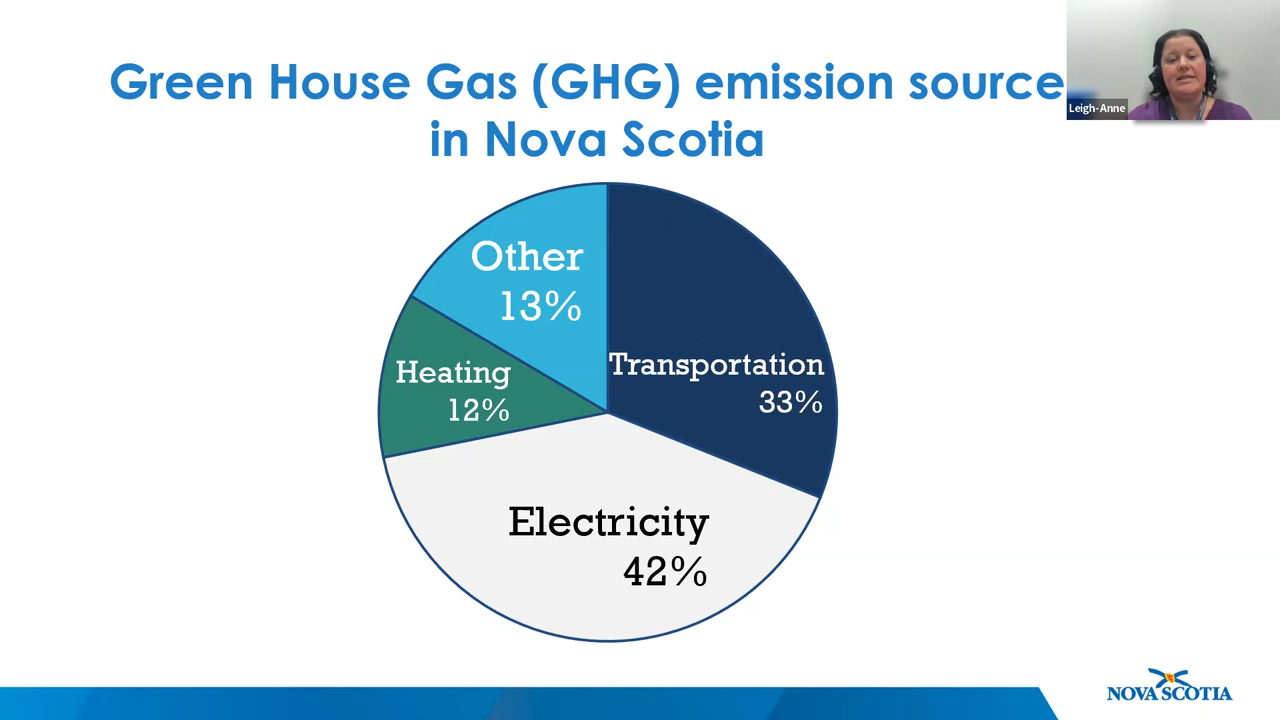 Green House Gas (GHG) emission source
in Nova Scotia
Leigh-Anne
Other
13%
Heating
12%
Transportation
33%
Electricity
42%
NOVA SCOTIA